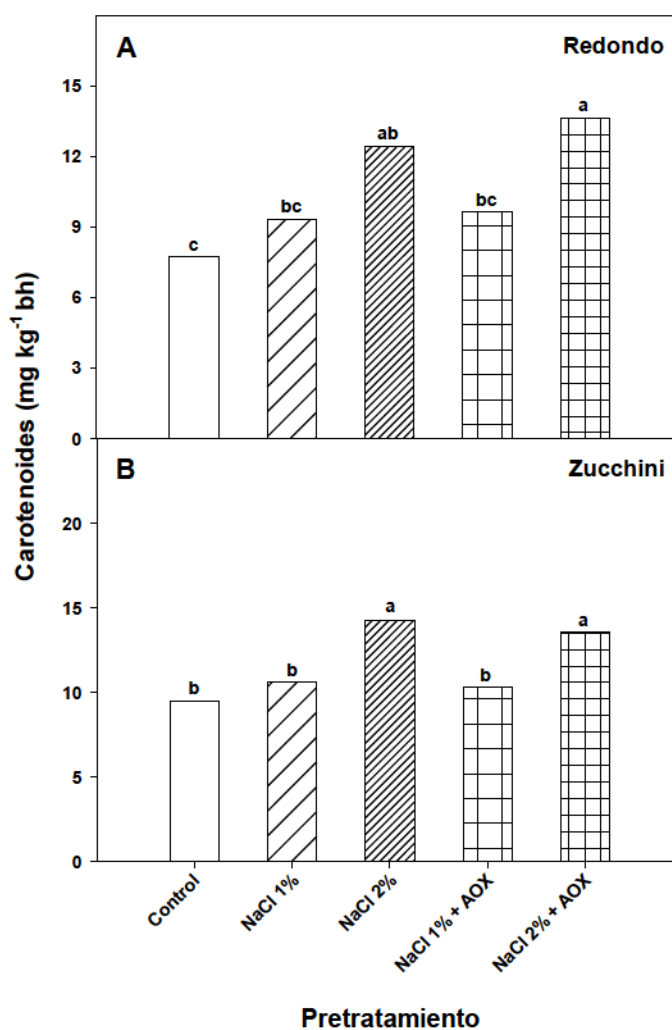 A
Redondo
15
12
9
6
3
0
c
bc
ab
bc
a
Carotenoides (mg kg⁻¹ bh)
B
Zucchini
20
15
10
5
0
b
b
a
b
a
Control
NaCl 1%
NaCl 2%
NaCl 1% + AOX
NaCl 2% + AOX
Pretratamiento